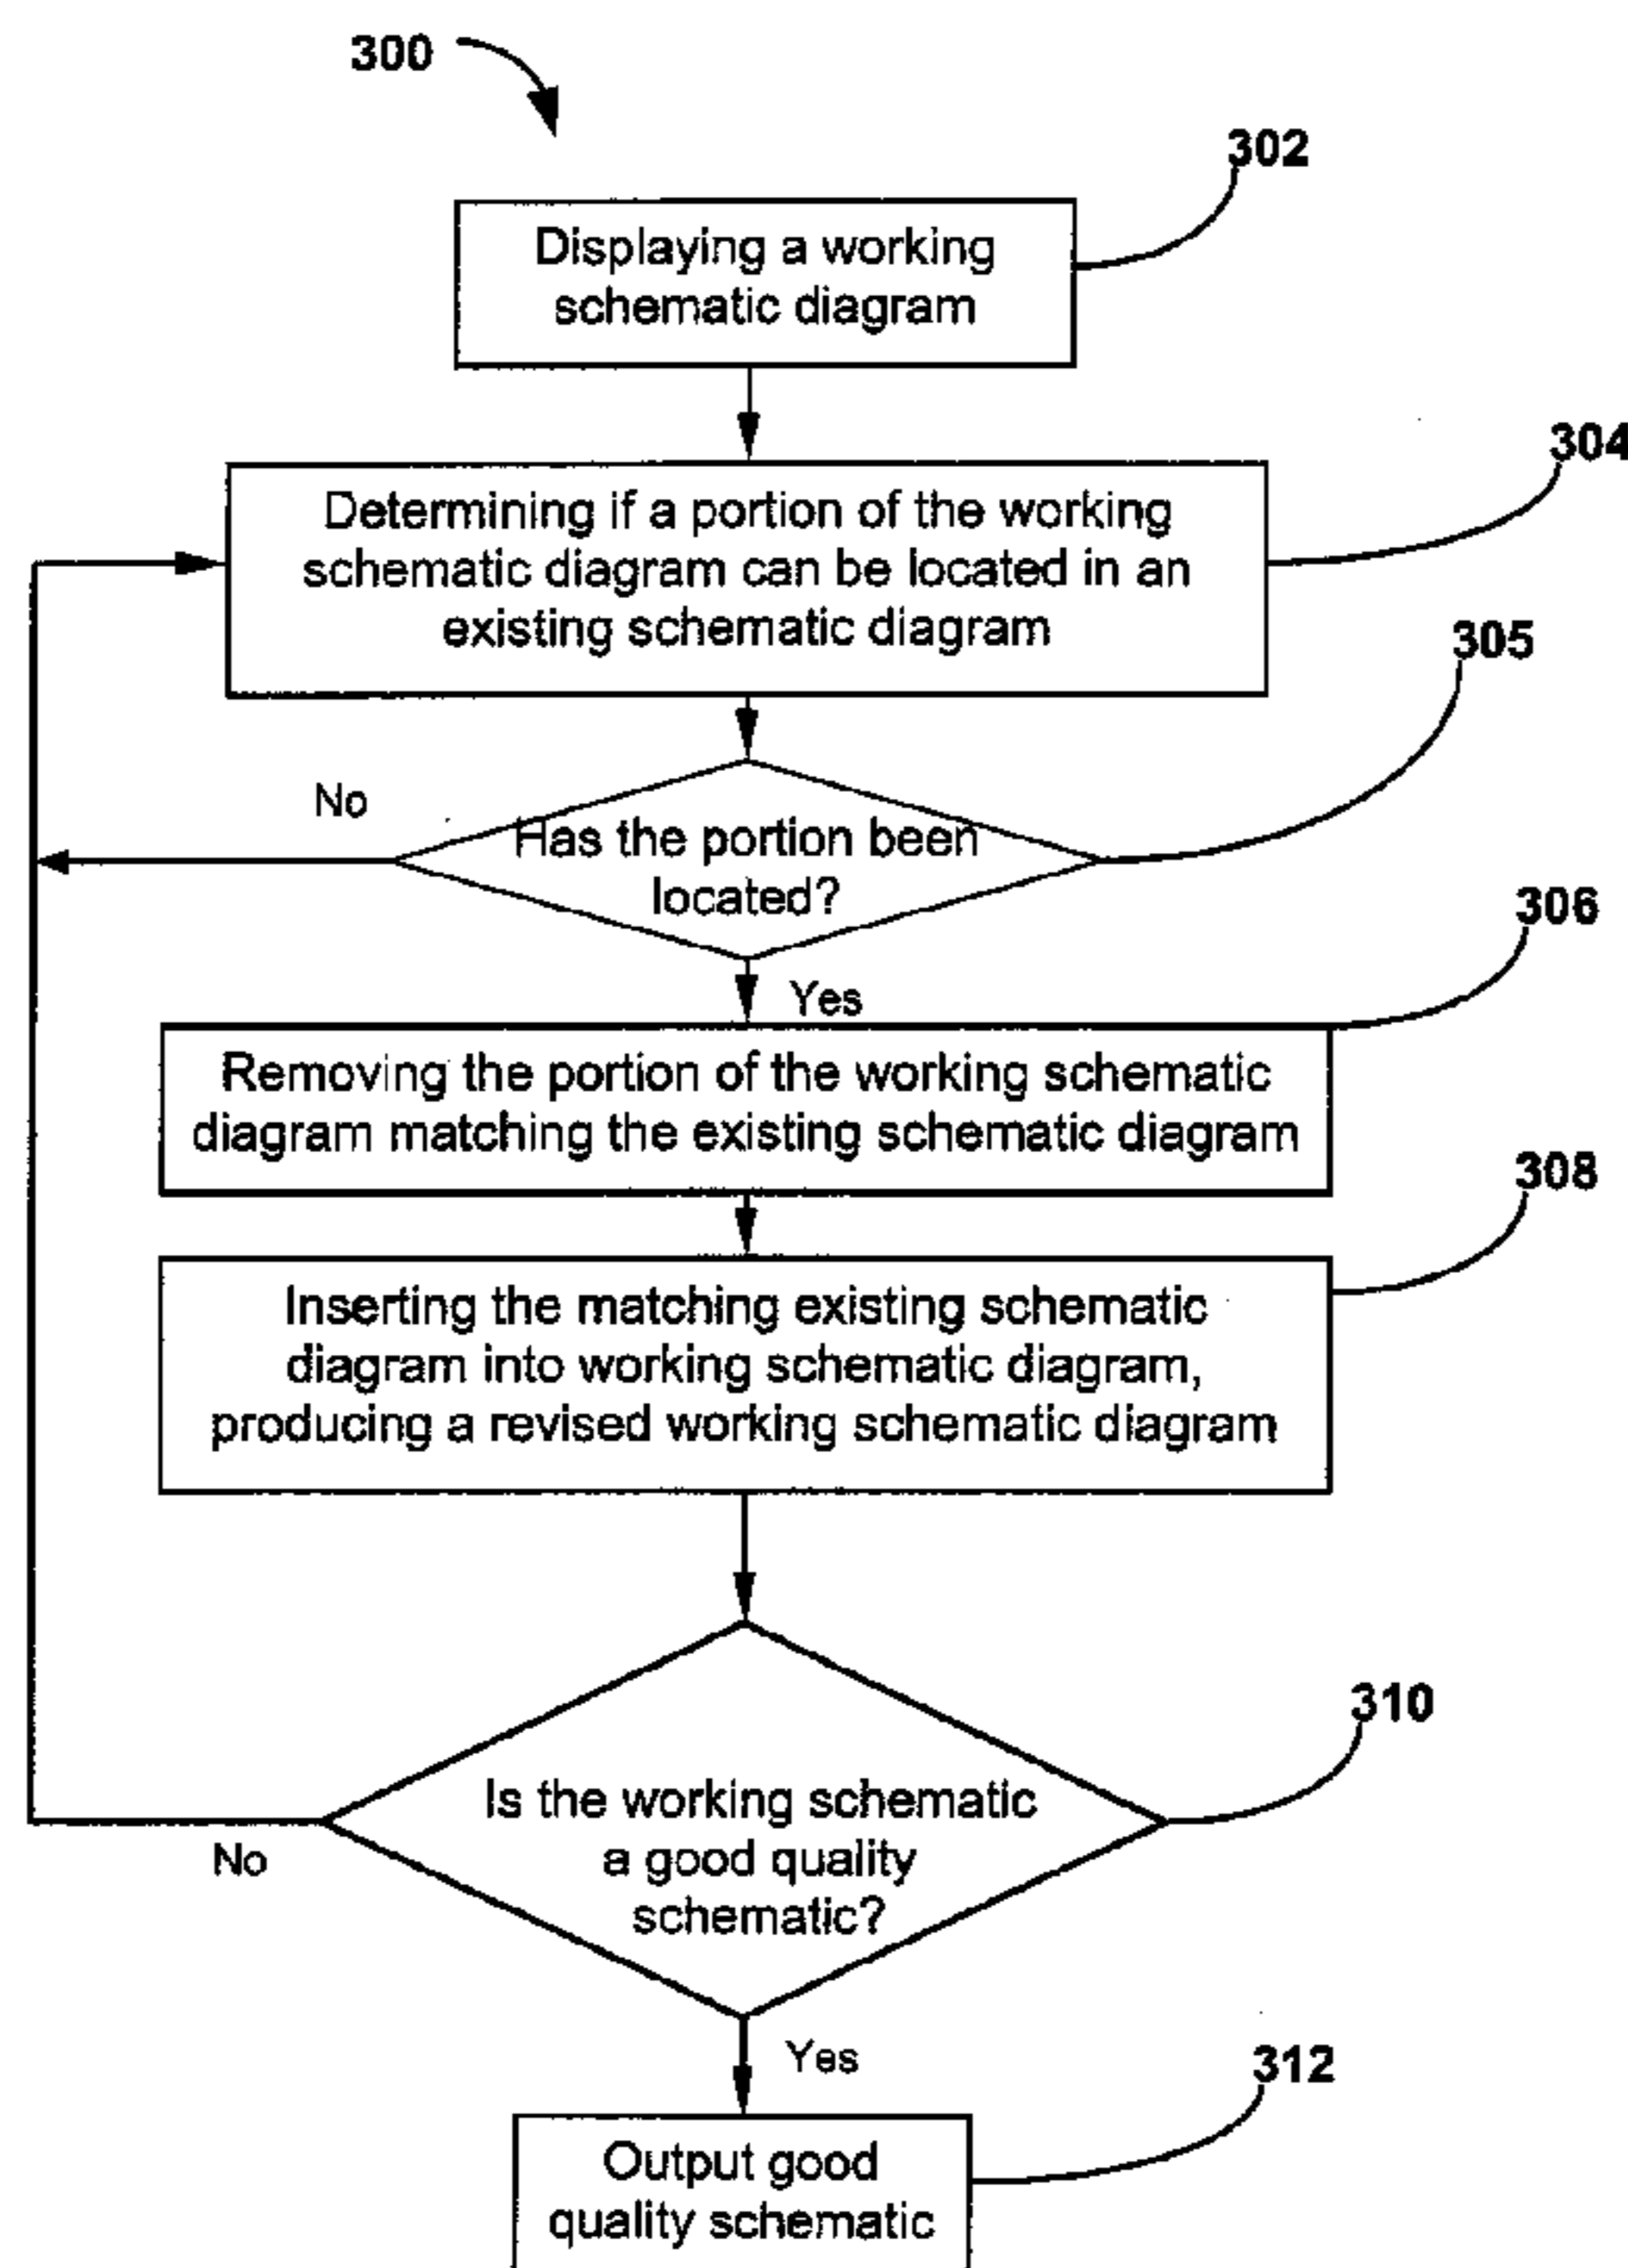 300
302
Displaying a working
schematic diagram
304
Determining if a portion of the working
schematic diagram can be located in an
existing schematic diagram
305
No
Has the portion been
located?
306
Yes
Removing the portion of the working schematic
diagram matching the existing schematic diagram
308
Inserting the matching existing schematic
diagram into working schematic diagram,
producing a revised working schematic diagram
310
Is the working schematic
a good quality
schematic?
No
Yes
312
Output good
quality schematic